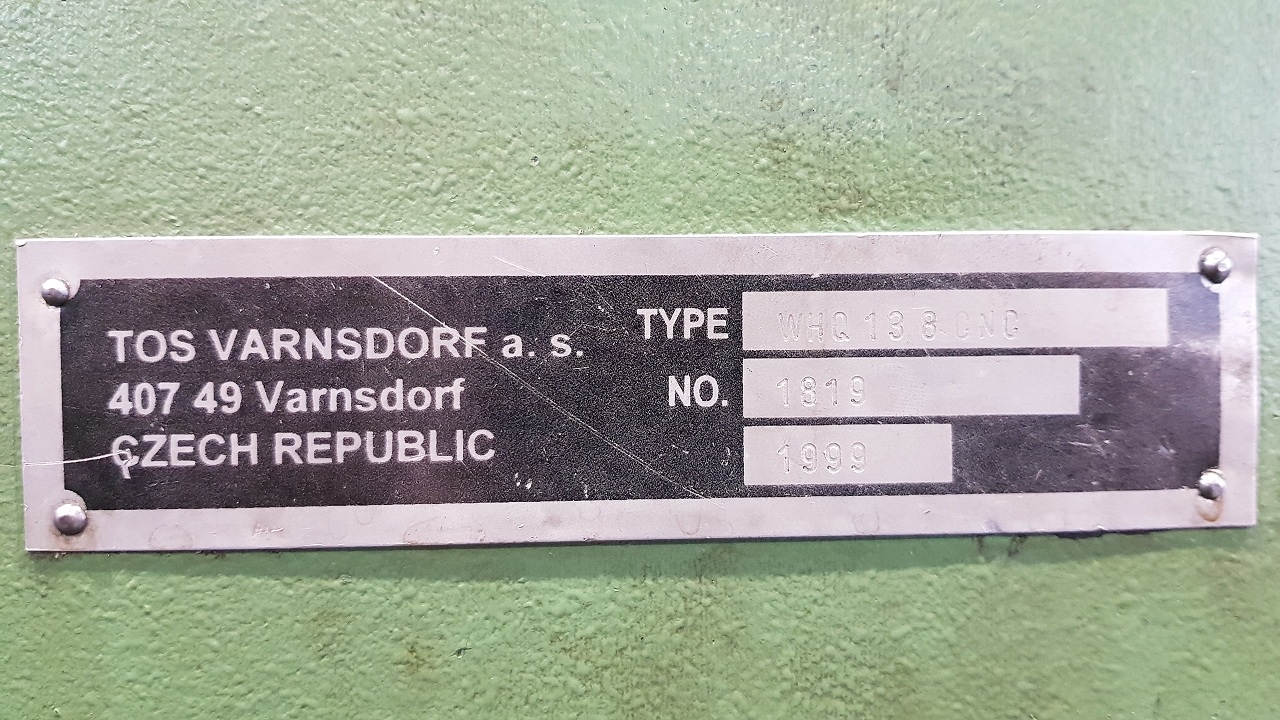 TOS VARNSDORF a. s.
407 49 Varnsdorf
CZECH REPUBLIC
TYPE WHQ 13 8 CNC
NO. 1819
1999